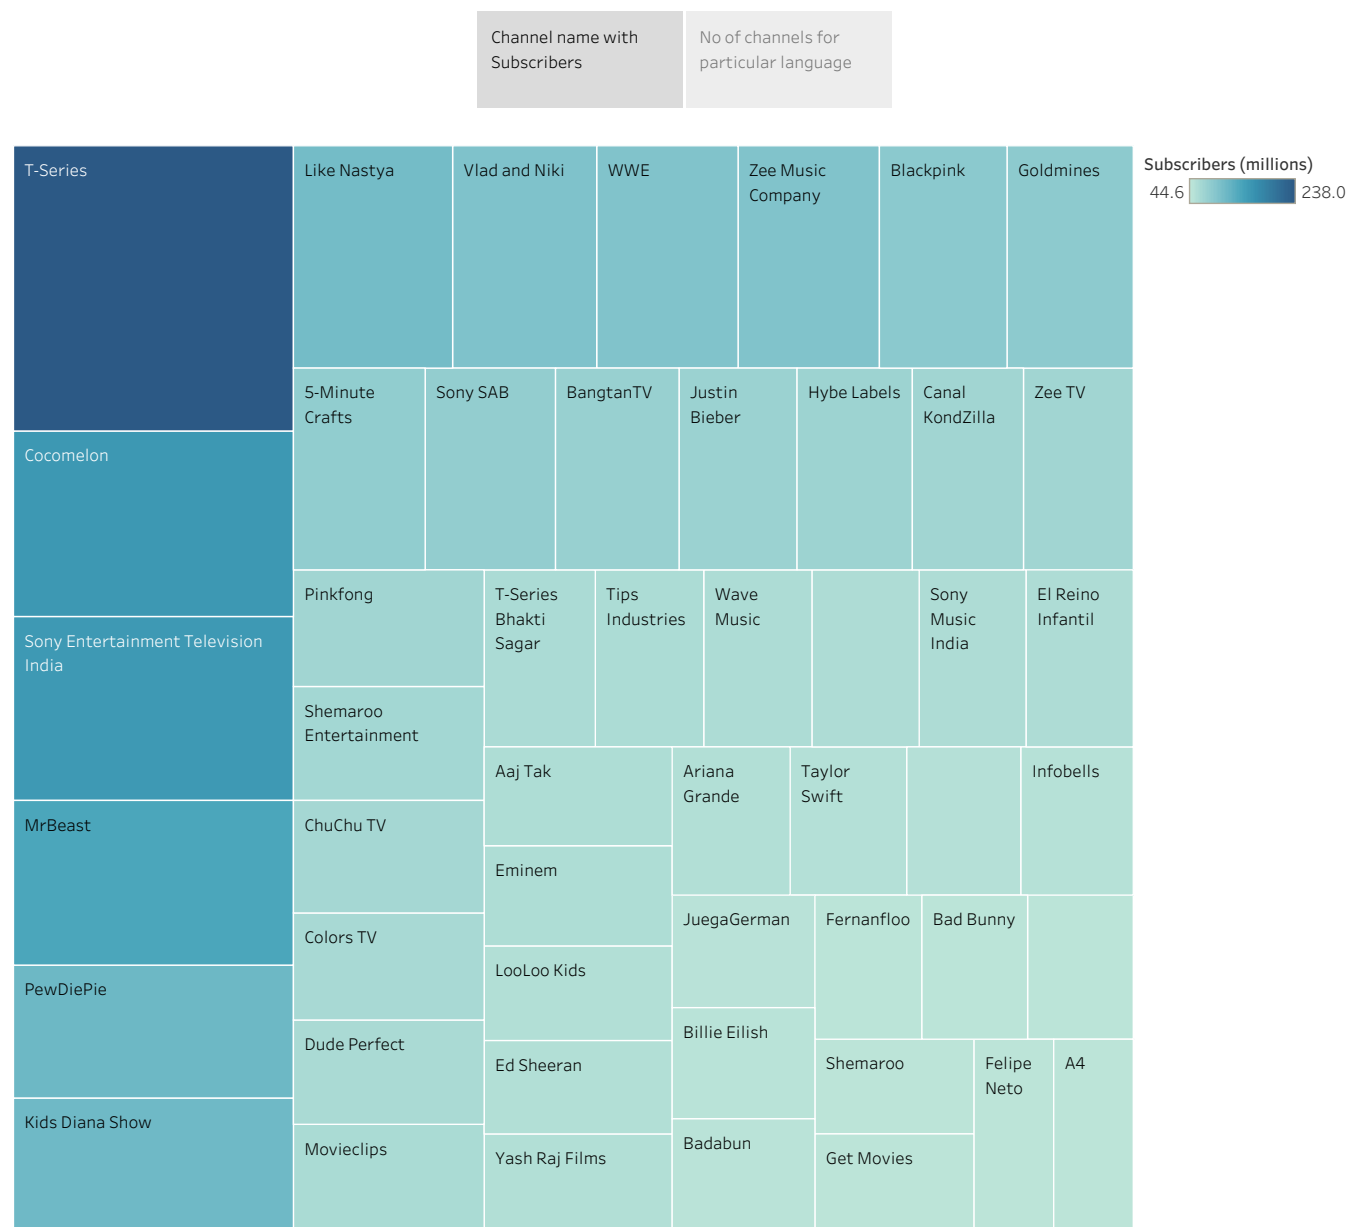 Channel name with
Subscribers
No of channels for
particular language
Subscribers (millions)
44.6
238.0
T-Series
Cocomelon
Sony Entertainment Television
India
MrBeast
PewDiePie
Kids Diana Show
Like Nastya
Vlad and Niki
WWE
Zee Music
Company
Blackpink
Goldmines
5-Minute
Crafts
Sony SAB
BangtanTV
Justin
Bieber
Hybe Labels
Canal
KondZilla
Zee TV
Pinkfong
Shemaroo
Entertainment
ChuChu TV
Colors TV
Dude Perfect
Movieclips
T-Series
Bhakti
Sagar
Tips
Industries
Wave
Music
Sony
Music
India
El Reino
Infantil
Aaj Tak
Eminem
LooLoo Kids
Ed Sheeran
Yash Raj Films
Ariana
Grande
Taylor
Swift
Infobells
JuegaGerman
Billie Eilish
Badabun
Fernanfloo
Bad Bunny
Shemaroo
Get Movies
Felipe
Neto
A4